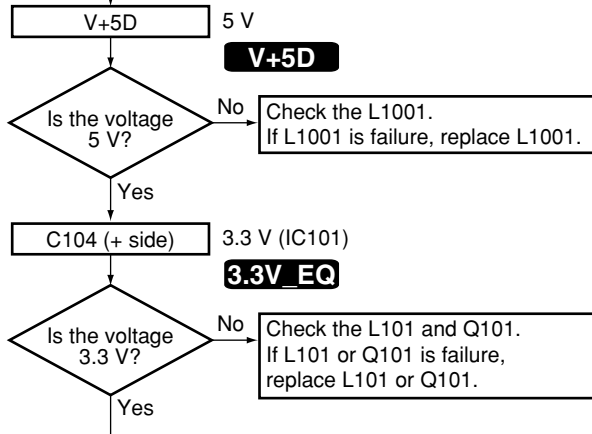 V+5D
5 V
V+5D
Is the voltage
5 V?
No
Check the L1001.
If L1001 is failure, replace L1001.
Yes
C104 (+ side)
3.3 V (IC101)
3.3V_EQ
Is the voltage
3.3 V?
No
Check the L101 and Q101.
If L101 or Q101 is failure,
replace L101 or Q101.
Yes